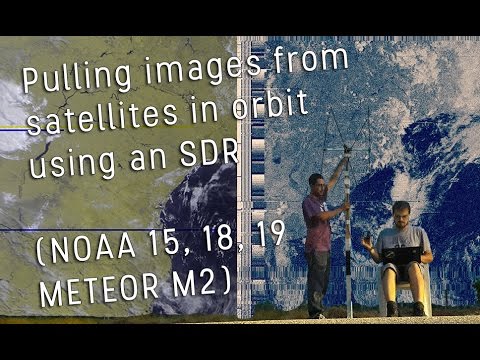 Pulling images from
satellites in orbit
using an SDR
(NOAA 15, 18, 19
METEOR M2)